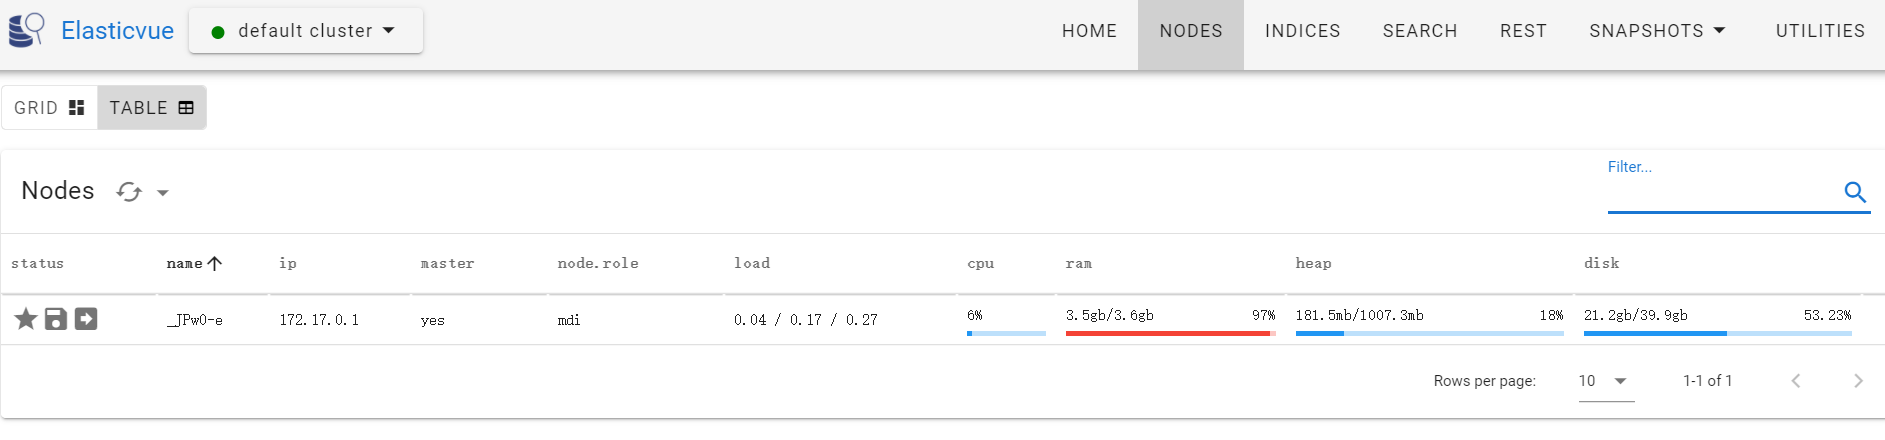 Elasticvue default cluster HOME NODES INDICES SEARCH REST SNAPSHOTS UTILITIES
GRID TABLE
Filter...
Nodes
status name ip master node.role load cpu ram heap disk
_JPw0-e 172.17.0.1 yes mdi 0.04 / 0.17 / 0.27 6% 3.5gb/3.6gb 97% 181.5mb/1007.3mb 18% 21.2gb/39.9gb 53.23%
Rows per page: 10 1-1 of 1